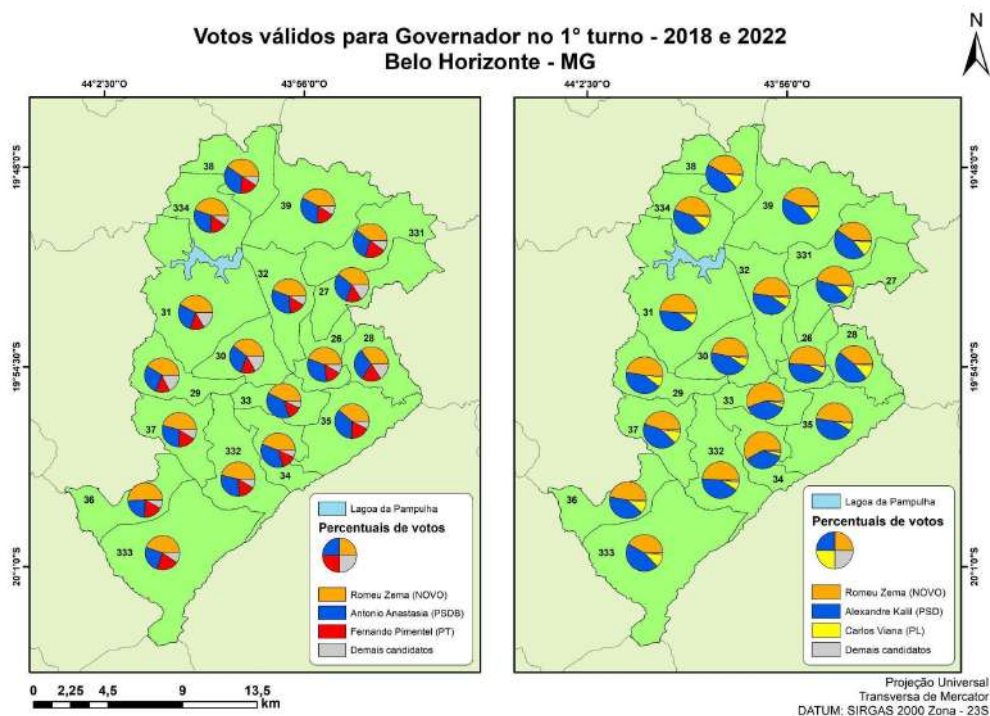 Votos válidos para Governador no 1° turno - 2018 e 2022
Belo Horizonte - MG
N
44°2'30"O
43°56'0"O
44°2'30"O
43°56'0"O
19°48'0"S
19°54'30"S
20°1'0"S
38
334
39
331
32
27
31
26
28
30
29
33
35
37
332
34
36
333
Lagoa da Pampulha
Percentuais de votos
Romeu Zema (NOVO)
Antonio Anastasia (PSDB)
Fernando Pimentel (PT)
Demais candidatos
38
334
39
331
32
27
31
26
28
30
29
33
35
37
332
34
36
333
Lagoa da Pampulha
Percentuais de votos
Romeu Zema (NOVO)
Alexandre Kalil (PSD)
Carlos Viana (PL)
Demais candidatos
19°48'0"S
19°54'30"S
20°1'0"S
0 2,25 4,5 9 13,5
km
Projeção Universal
Transversa de Mercator
DATUM: SIRGAS 2000 Zona - 23S